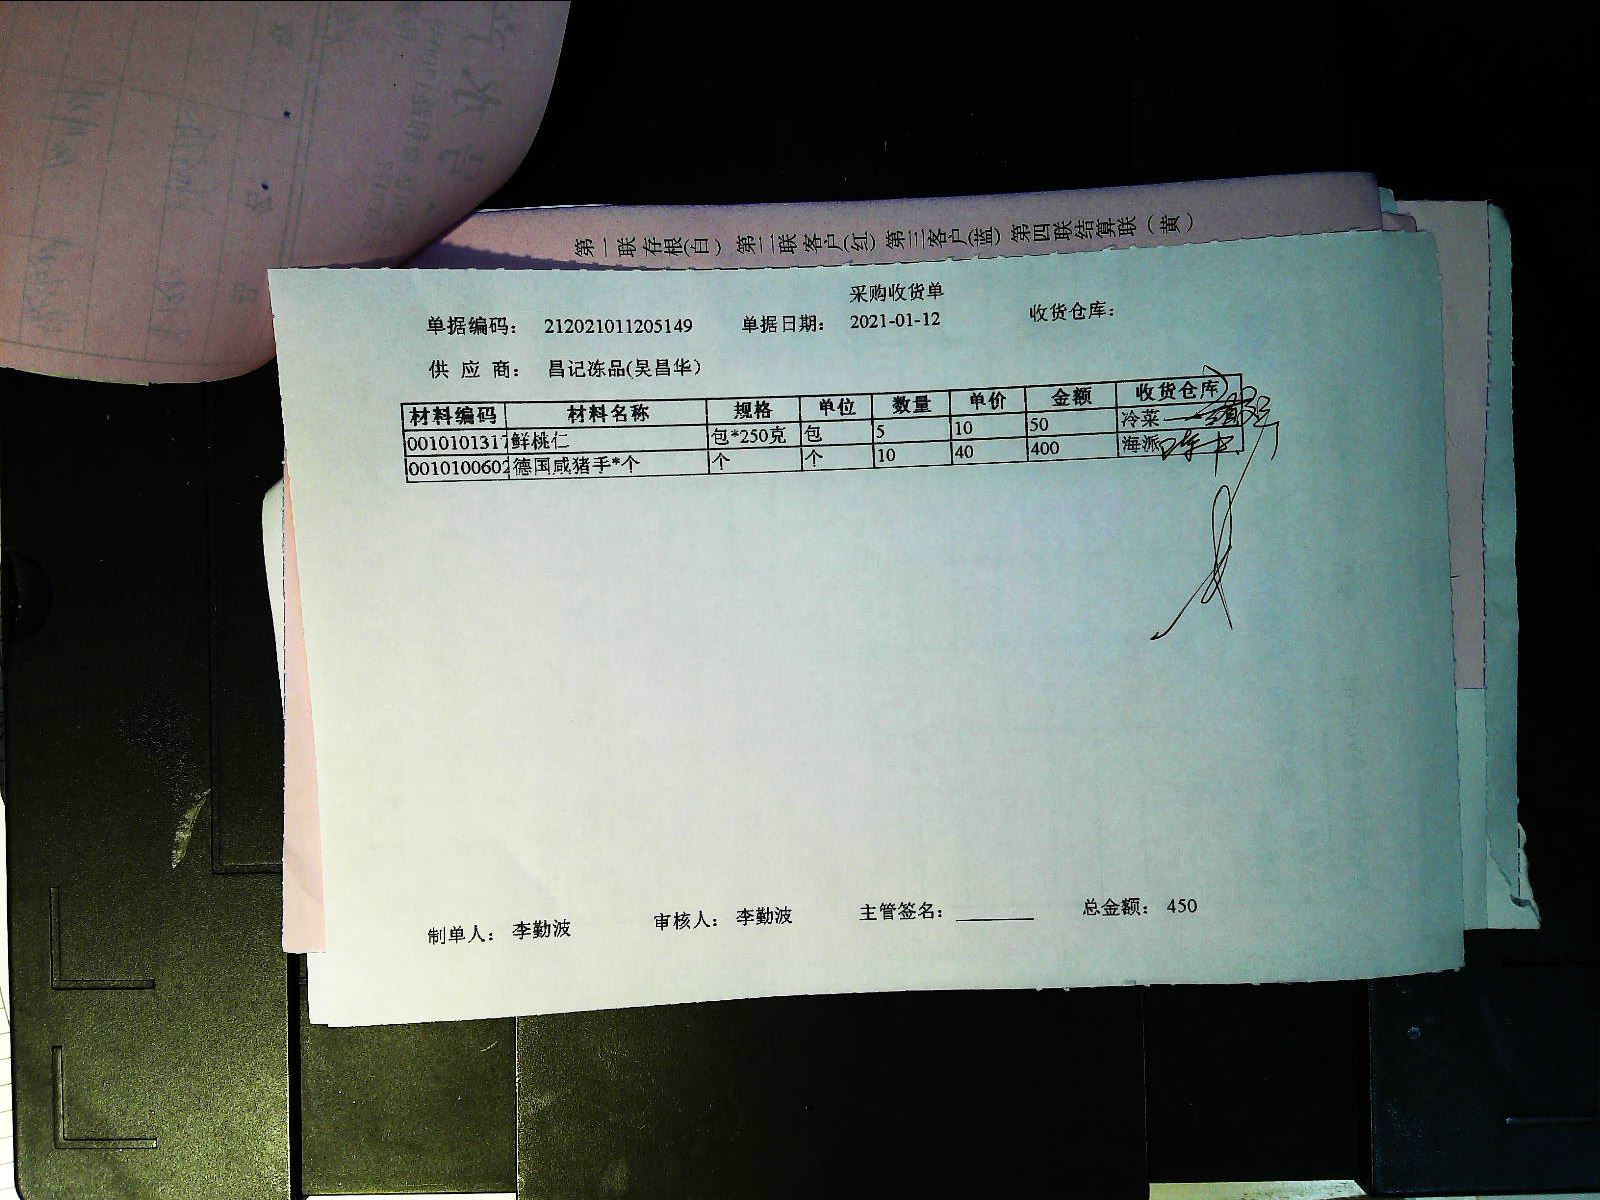 第一联 存根(白) 第二联客户(红) 第三客户(蓝) 第四联结算联(黄)
采购收货单
单据编码: 212021011205149 单据日期: 2021-01-12 收货仓库:
供 应 商: 昌记冻品(吴昌华)
材料编码 材料名称 规格 单位 数量 单价 金额 收货仓库
0010101317 鲜桃仁 包*250克 包 5 10 50 冷菜
0010100602 德国咸猪手*个 个 个 10 40 400 海派
制单人: 李勤波 审核人: 李勤波 主管签名: 总金额: 450